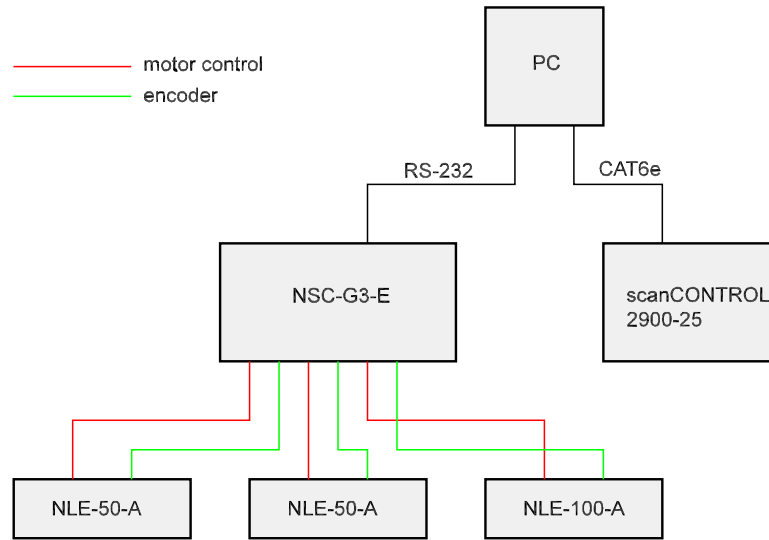 motor control
encoder
PC
RS-232
CAT6e
NSC-G3-E
scanCONTROL
2900-25
NLE-50-A
NLE-50-A
NLE-100-A